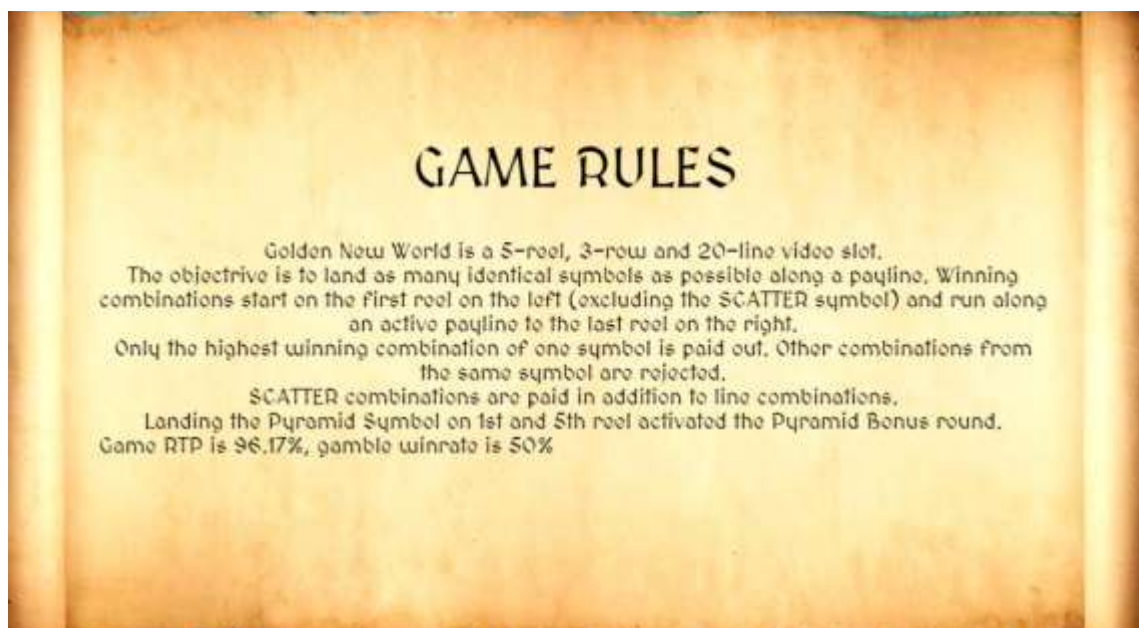 GAME RULES
Golden New World is a 5-reel, 3-row and 20-line video slot.
The objectrive is to land as many identical symbols as possible along a payline. Winning
combinations start on the first reel on the left (excluding the SCATTER symbol) and run along
an active payline to the last reel on the right.
Only the highest winning combination of one symbol is paid out. Other combinations from
the same symbol are rejected.
SCATTER combinations are paid in addition to line combinations.
Landing the Pyramid Symbol on 1st and 5th reel activated the Pyramid Bonus round.
Game RTP is 96.17%, gamble winrate is 50%